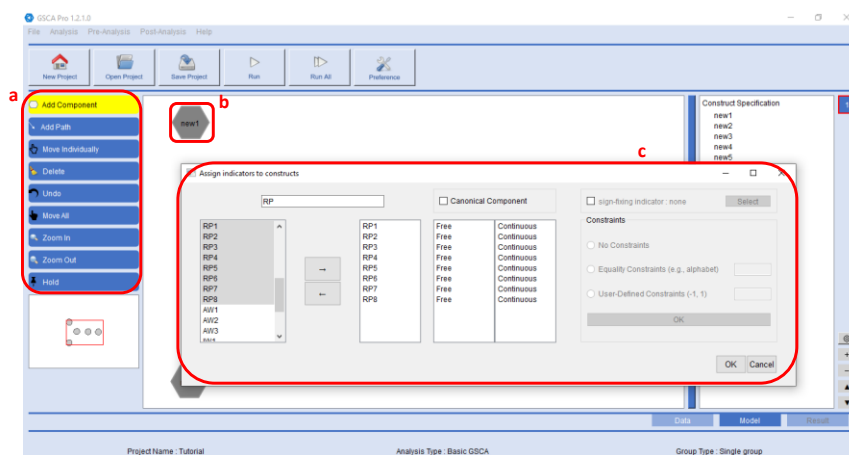 GSCA Pro 1.2.1.0
File Analysis Pre-Analysis Post-Analysis Help
New Project
Open Project
Save Project
Run
Run All
Preference
a
Add Component
Add Path
Move Individually
Delete
Undo
Move All
Zoom In
Zoom Out
Hold
b
new1
Construct Specification
new1
new2
new3
new4
new5
1
c
Assign indicators to constructs
RP
Canonical Component
sign-fixing indicator : none
Select
RP1
RP2
RP3
RP4
RP5
RP6
RP7
RP8
AW1
AW2
AW3
→
←
RP1 Free Continuous
RP2 Free Continuous
RP3 Free Continuous
RP4 Free Continuous
RP5 Free Continuous
RP6 Free Continuous
RP7 Free Continuous
RP8 Free Continuous
Constraints
No Constraints
Equality Constraints (e.g., alphabet)
User-Defined Constraints (-1, 1)
OK
OK Cancel
Data Model Result
Project Name : Tutorial Analysis Type : Basic GSCA Group Type : Single group